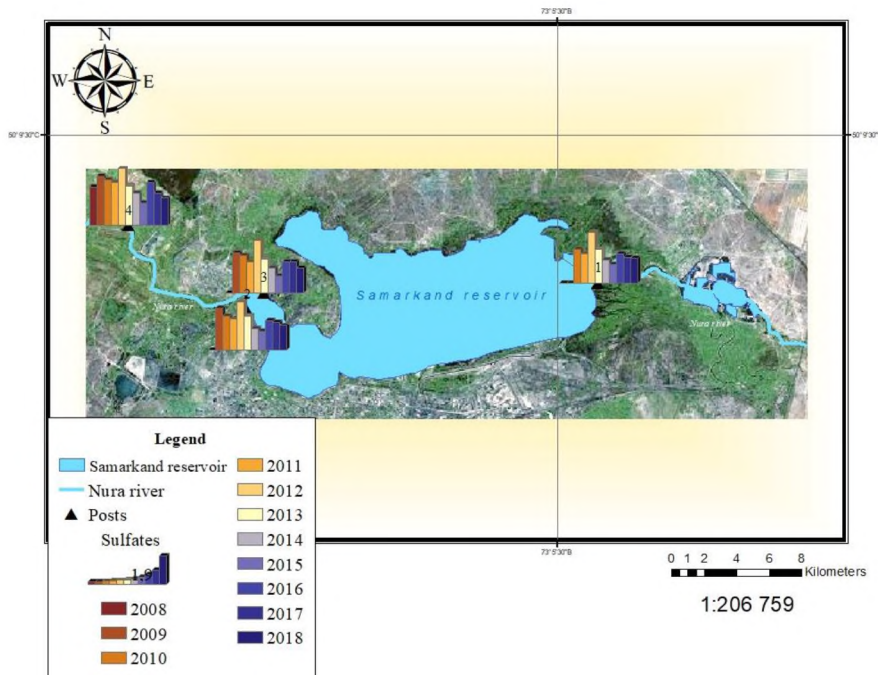 73°5'30"В
N
W E
S
50°9'30"С
50°9'30"
4
3
2
1
Samarkand reservoir
Nura river
Nura river
73°5'30"В
Legend
Samarkand reservoir
Nura river
Posts
Sulfates
1.9
2008
2009
2010
2011
2012
2013
2014
2015
2016
2017
2018
0 1 2 4 6 8
Kilometers
1:206 759